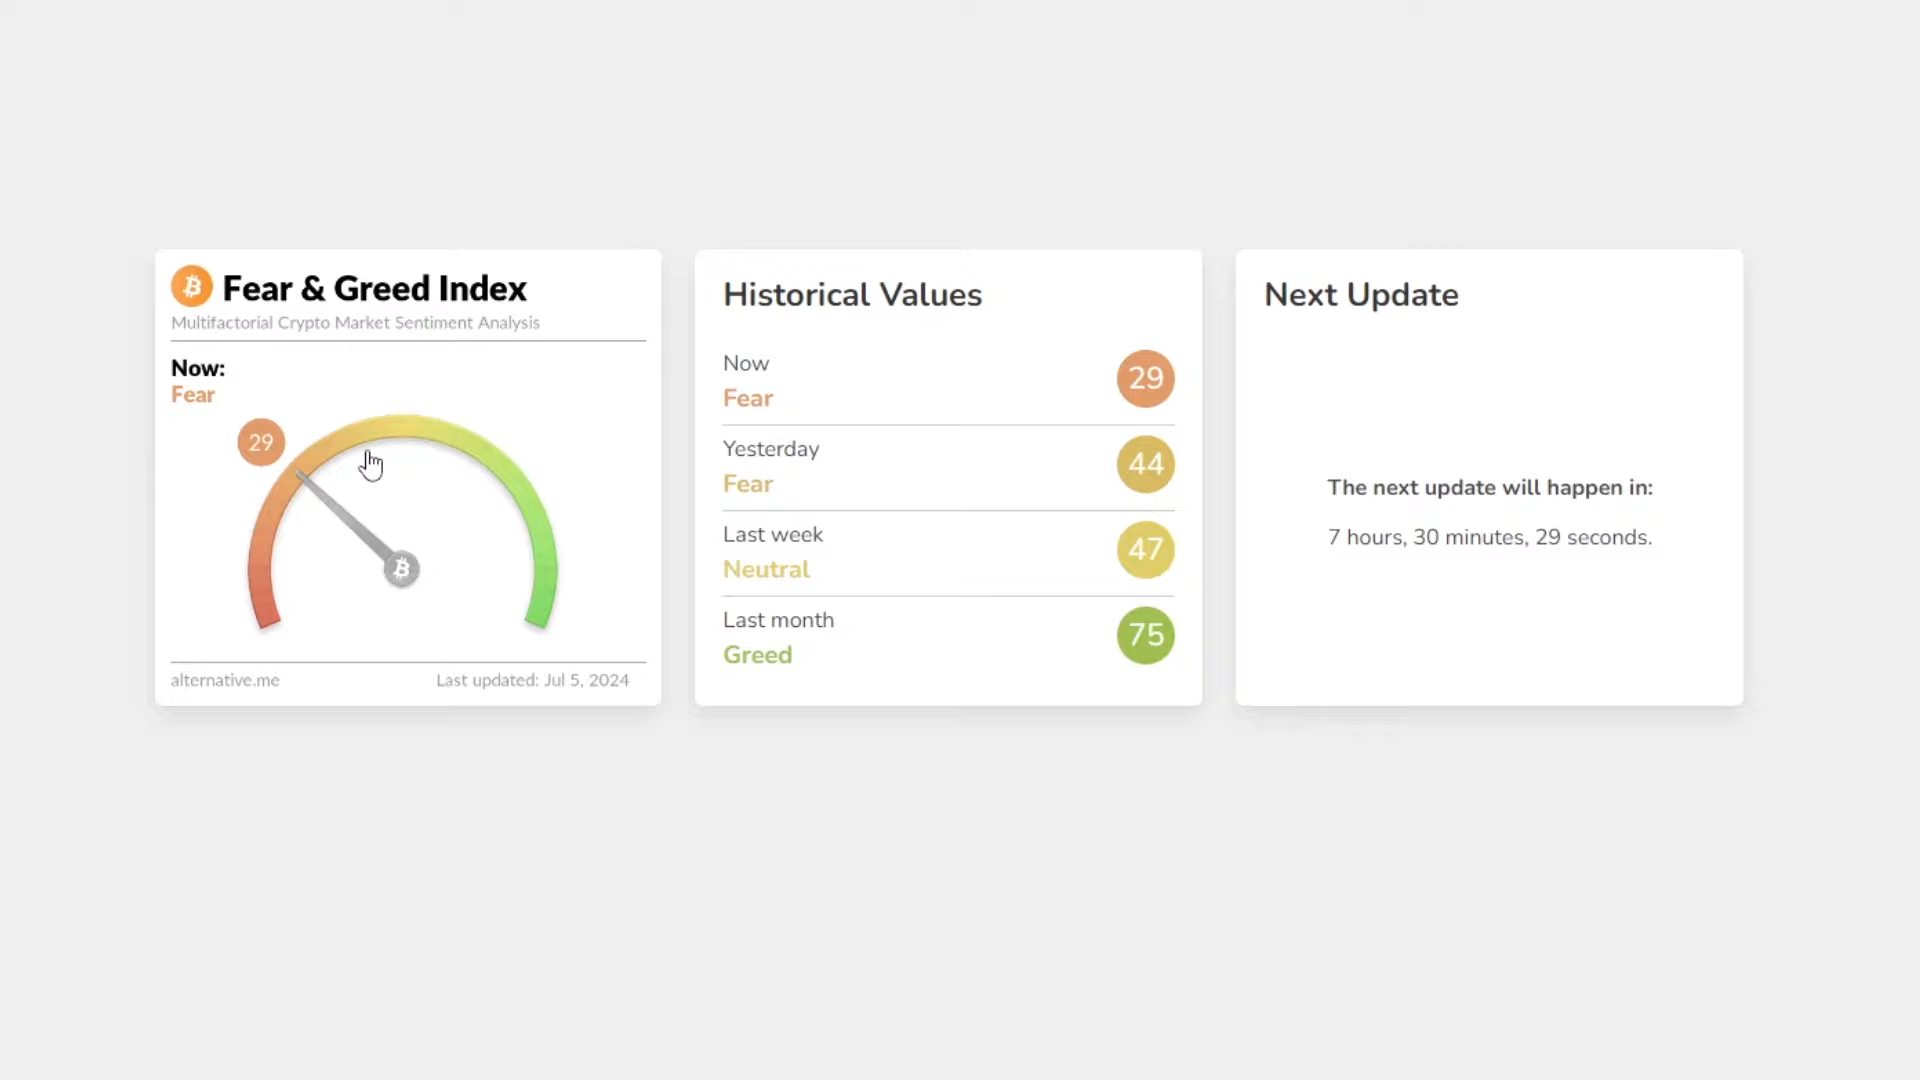 Fear & Greed Index
Multifactorial Crypto Market Sentiment Analysis
Now:
Fear
29
alternative.me
Last updated: Jul 5, 2024
Historical Values
Now
Fear
29
Yesterday
Fear
44
Last week
Neutral
47
Last month
Greed
75
Next Update
The next update will happen in:
7 hours, 30 minutes, 29 seconds.